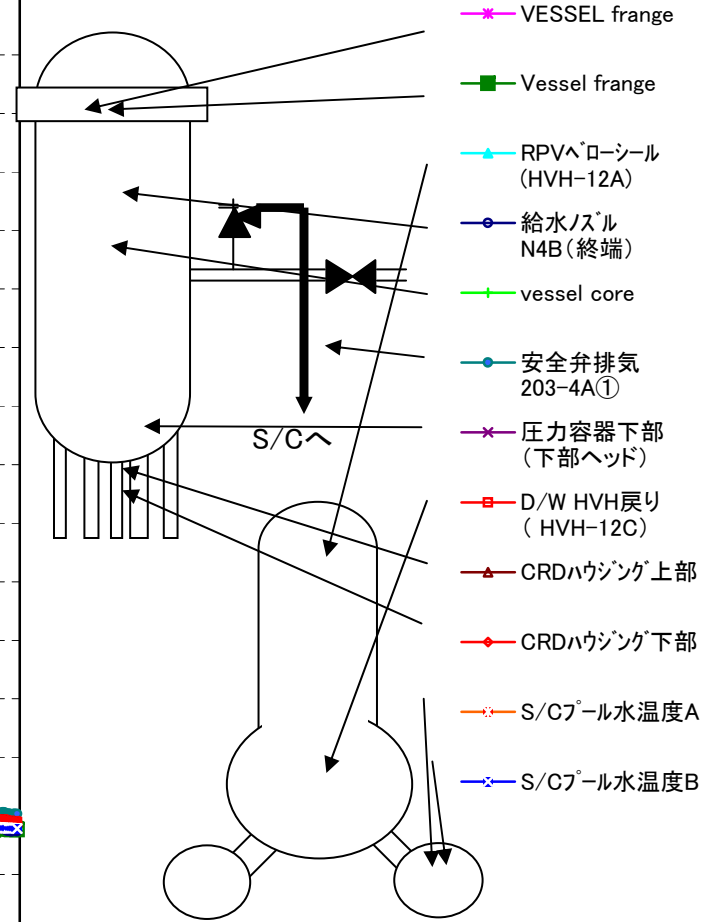 VESSEL frange
Vessel frange
RPVベローシール
(HVH-12A)
給水ノズル
N4B(終端)
vessel core
安全弁排気
203-4A①
圧力容器下部
(下部ヘッド)
D/W HVH戻り
( HVH-12C)
CRDハウジング上部
CRDハウジング下部
S/Cプール水温度A
S/Cプール水温度B
S/Cへ